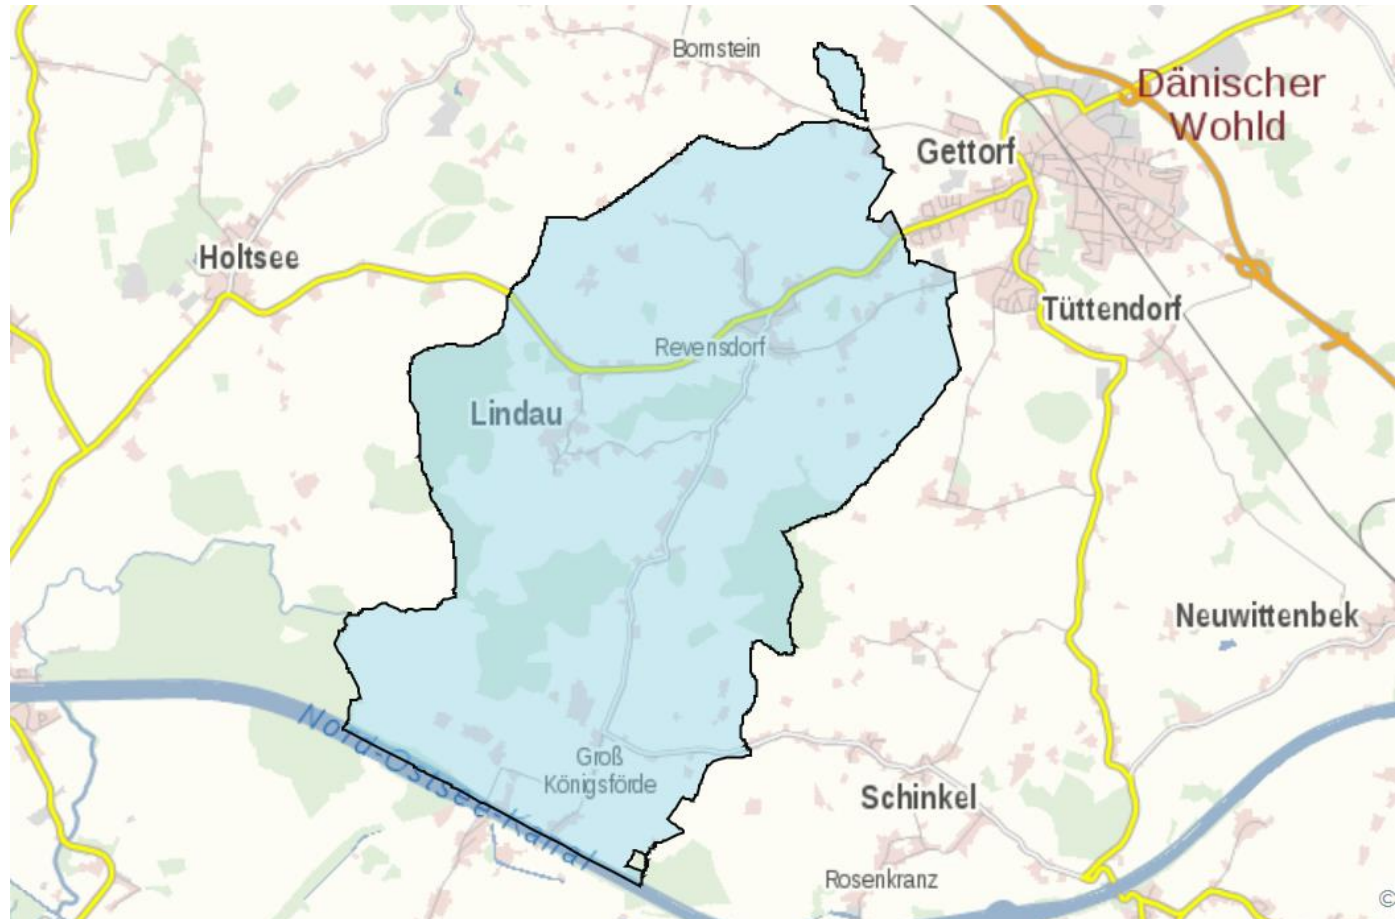 Bornstein
Dänischer
Wohld
Gettorf
Holtsee
Tüttendorf
Revensdorf
Lindau
Neuwittenbek
Nord-Ostsee-Kanal
Groß
Königsförde
Schinkel
Rosenkranz
©